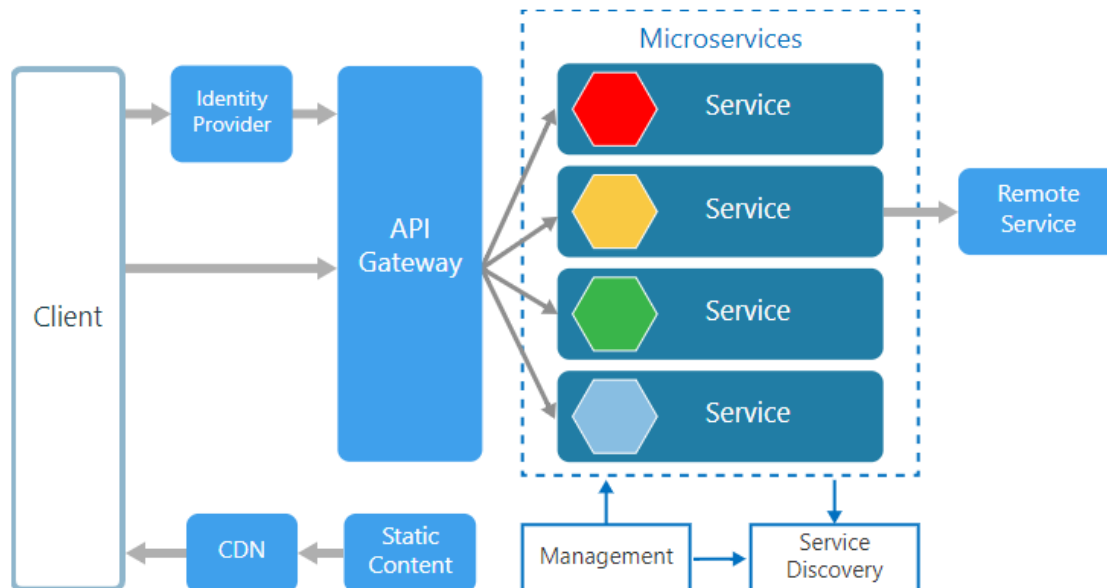 Microservices
Client
Identity
Provider
API
Gateway
Service
Service
Service
Service
Remote
Service
CDN
Static
Content
Management
Service
Discovery